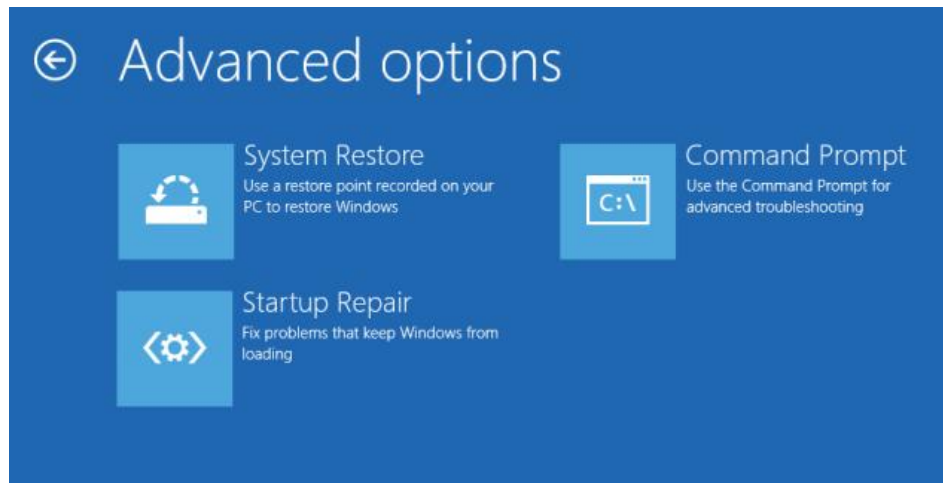 Advanced options
System Restore
Use a restore point recorded on your
PC to restore Windows
Command Prompt
Use the Command Prompt for
advanced troubleshooting
C:\
Startup Repair
Fix problems that keep Windows from
loading